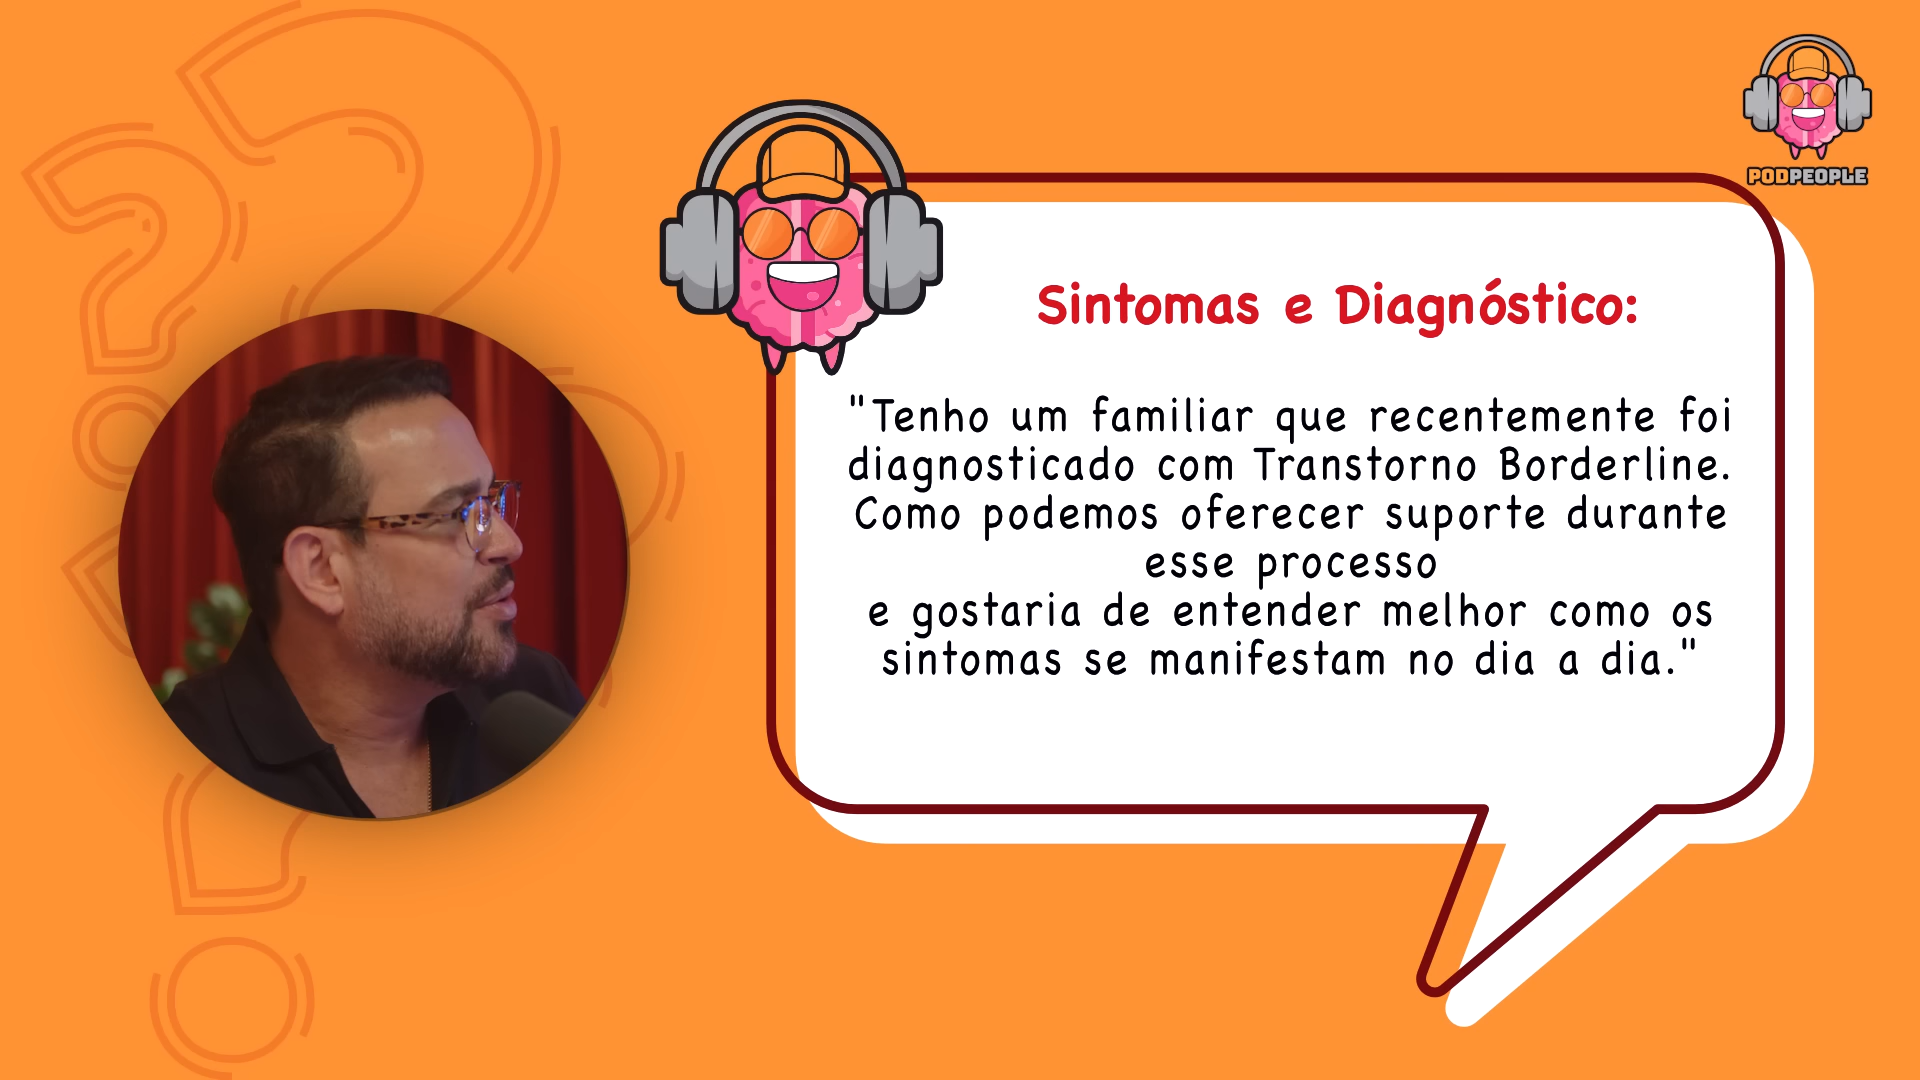 PODPEOPLE
Sintomas e Diagnóstico:
"Tenho um familiar que recentemente foi
diagnosticado com Transtorno Borderline.
Como podemos oferecer suporte durante
esse processo
e gostaria de entender melhor como os
sintomas se manifestam no dia a dia."